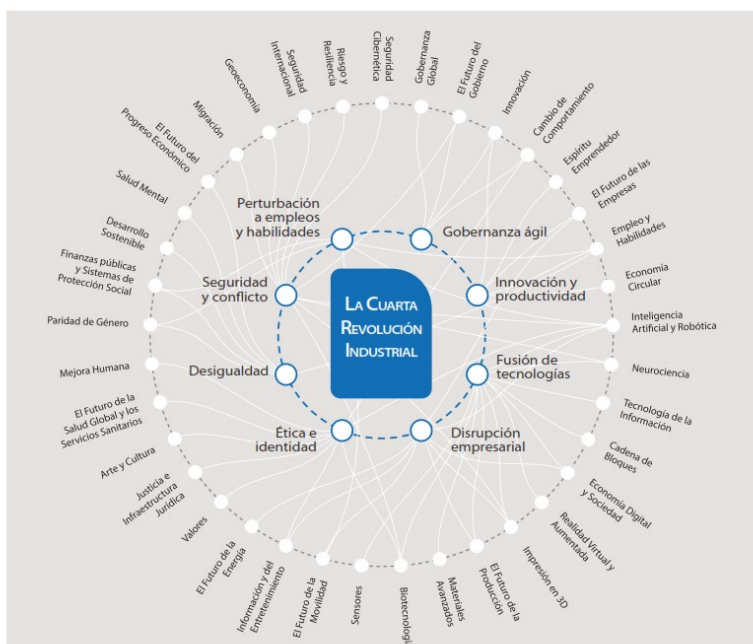 LA CUARTA
REVOLUCIÓN
INDUSTRIAL
Perturbación
a empleos
y habilidades
Gobernanza ágil
Innovación y
productividad
Fusión de
tecnologías
Disrupción
empresarial
Ética e
identidad
Desigualdad
Seguridad
y conflicto
Seguridad
Cibernética
Gobernanza
Global
El Futuro del
Gobierno
Innovación
Cambio de
Comportamiento
Espíritu
Emprendedor
El Futuro de las
Empresas
Empleo y
Habilidades
Economía
Circular
Inteligencia
Artificial y Robótica
Neurociencia
Tecnología de la
Información
Cadena de
Bloques
Economía Digital
y Sociedad
Realidad Virtual y
Aumentada
Impresión en 3D
El Futuro de la
Producción
Materiales
Avanzados
Biotecnologí
Sensores
El Futuro de la
Movilidad
Información y del
Entretenimiento
El Futuro de la
Energía
Valores
Justicia e
Infraestructura
Jurídica
Arte y Cultura
El Futuro de la
Salud Global y los
Servicios Sanitarios
Mejora Humana
Paridad de Género
Finanzas públicas
y Sistemas de
Protección Social
Desarrollo
Sostenible
Salud Mental
El Futuro del
Progreso Económico
Migración
Geoeconomía
Seguridad
Internacional
Riesgo y
Resiliencia